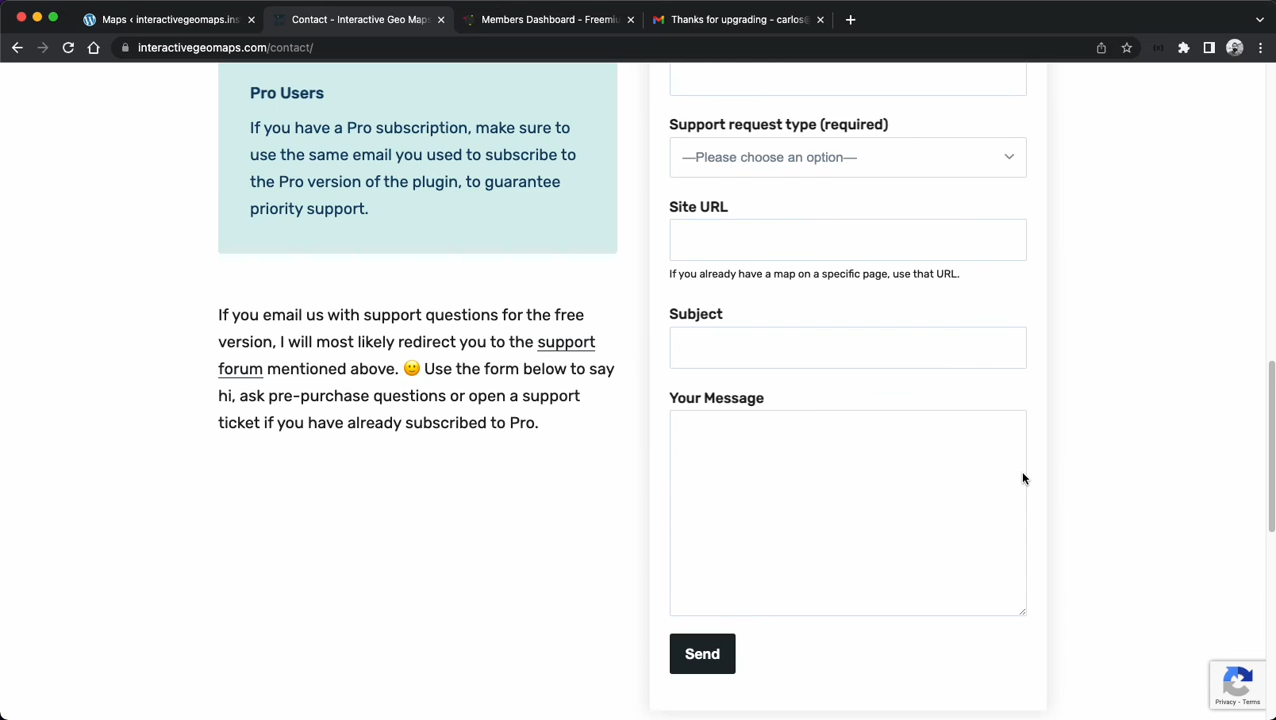 Maps ‹ interactivegeomaps.ins
Contact - Interactive Geo Maps
Members Dashboard - Freemiu
Thanks for upgrading - carlos@
interactivegeomaps.com/contact/
Pro Users
If you have a Pro subscription, make sure to
use the same email you used to subscribe to
the Pro version of the plugin, to guarantee
priority support.
If you email us with support questions for the free
version, I will most likely redirect you to the support
forum mentioned above. 🙂 Use the form below to say
hi, ask pre-purchase questions or open a support
ticket if you have already subscribed to Pro.
Support request type (required)
—Please choose an option—
Site URL
If you already have a map on a specific page, use that URL.
Subject
Your Message
Send
Privacy - Terms